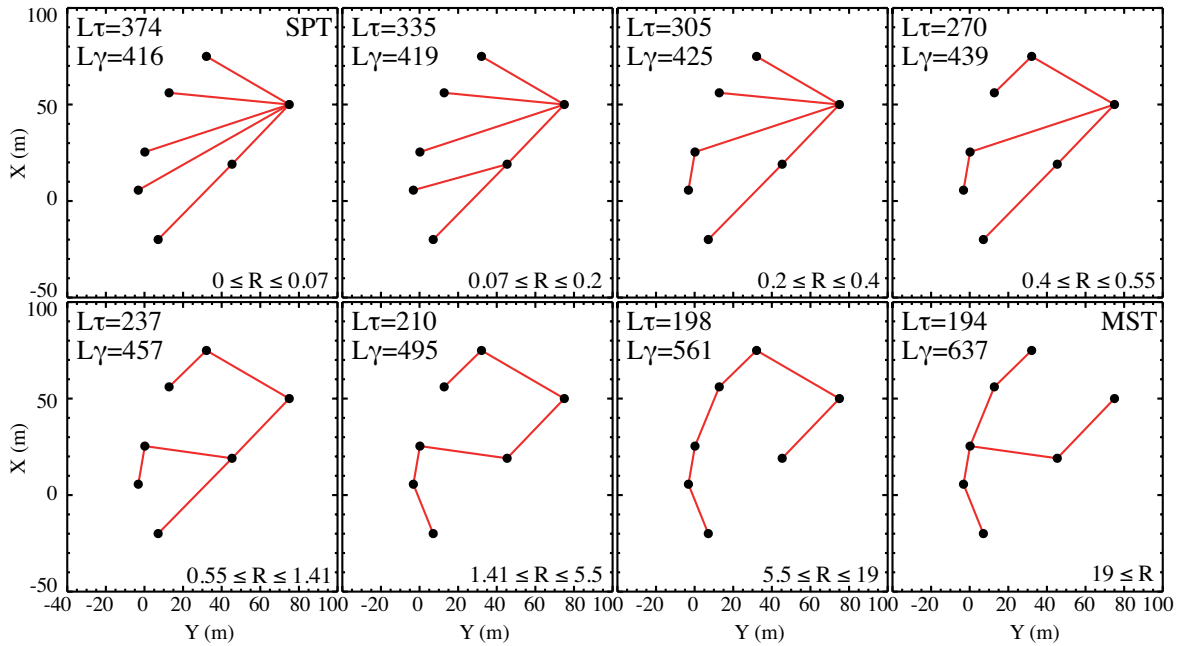 100
50
0
-50
X (m)
Lτ=374 SPT
Lγ=416
0 ≤ R ≤ 0.07
Lτ=335
Lγ=419
0.07 ≤ R ≤ 0.2
Lτ=305
Lγ=425
0.2 ≤ R ≤ 0.4
Lτ=270
Lγ=439
0.4 ≤ R ≤ 0.55
100
50
0
-50
X (m)
Lτ=237
Lγ=457
0.55 ≤ R ≤ 1.41
Lτ=210
Lγ=495
1.41 ≤ R ≤ 5.5
Lτ=198
Lγ=561
5.5 ≤ R ≤ 19
Lτ=194 MST
Lγ=637
19 ≤ R
-40 -20 0 20 40 60 80 100
-20 0 20 40 60 80 100
-20 0 20 40 60 80 100
-20 0 20 40 60 80 100
Y (m) Y (m) Y (m) Y (m)